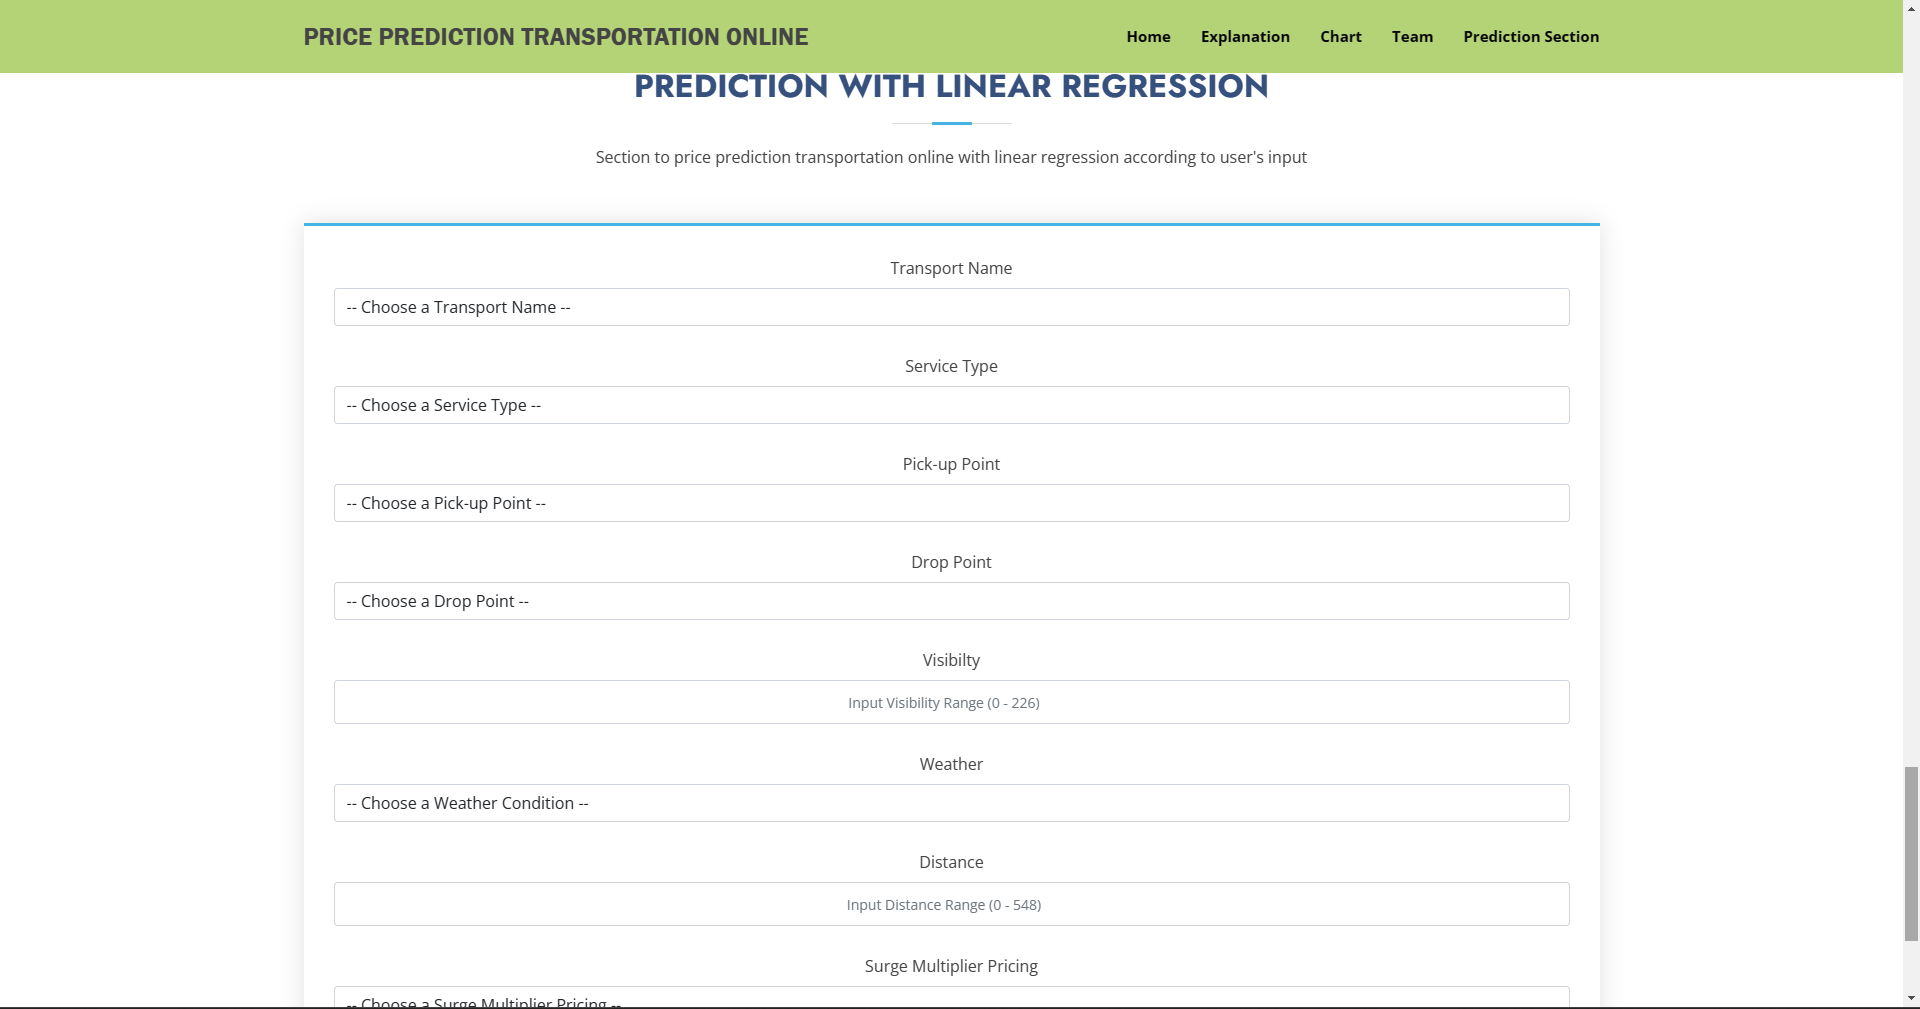 PRICE PREDICTION TRANSPORTATION ONLINE
Home Explanation Chart Team Prediction Section
PREDICTION WITH LINEAR REGRESSION
Section to price prediction transportation online with linear regression according to user's input
Transport Name
-- Choose a Transport Name --
Service Type
-- Choose a Service Type --
Pick-up Point
-- Choose a Pick-up Point --
Drop Point
-- Choose a Drop Point --
Visibilty
Input Visibility Range (0 - 226)
Weather
-- Choose a Weather Condition --
Distance
Input Distance Range (0 - 548)
Surge Multiplier Pricing
-- Choose a Surge Multiplier Pricing --